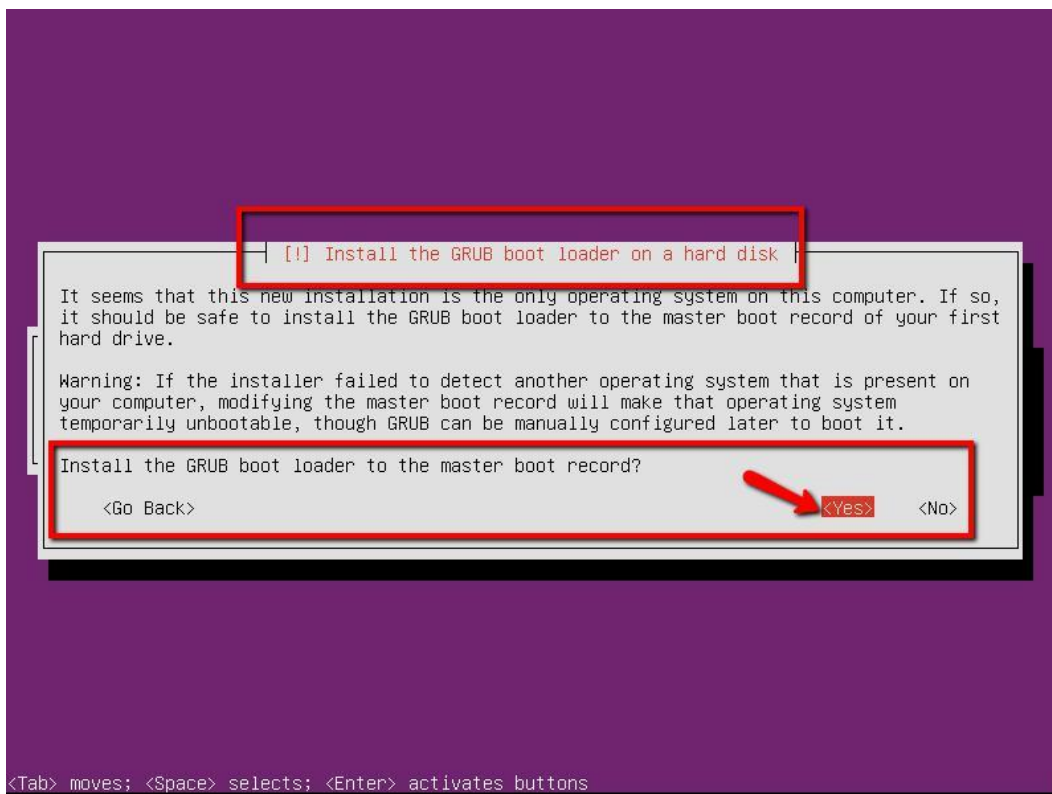 [!] Install the GRUB boot loader on a hard disk
It seems that this new installation is the only operating system on this computer. If so,
it should be safe to install the GRUB boot loader to the master boot record of your first
hard drive.
Warning: If the installer failed to detect another operating system that is present on
your computer, modifying the master boot record will make that operating system
temporarily unbootable, though GRUB can be manually configured later to boot it.
Install the GRUB boot loader to the master boot record?
<Go Back> <Yes> <No>
<Tab> moves; <Space> selects; <Enter> activates buttons